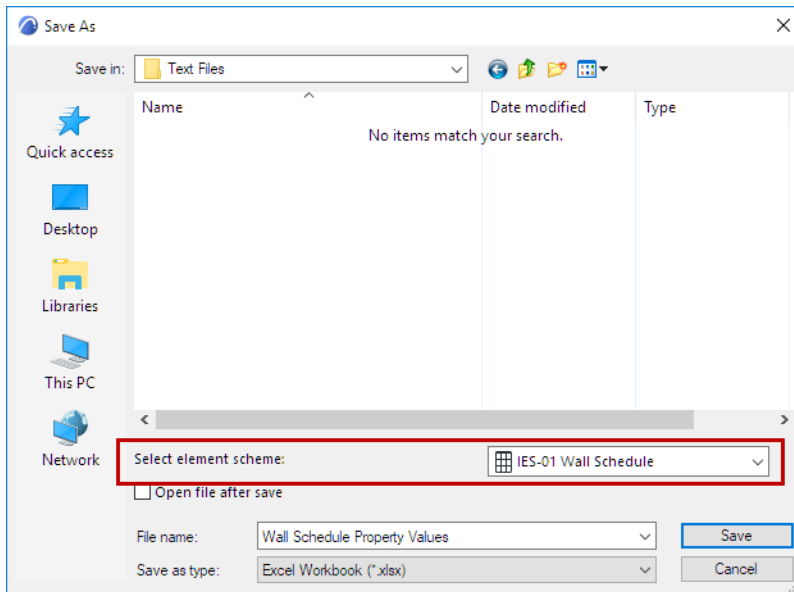 Save As
Save in: Text Files
Name Date modified Type
No items match your search.
Quick access
Desktop
Libraries
This PC
Network
Select element scheme: IES-01 Wall Schedule
Open file after save
File name: Wall Schedule Property Values Save
Save as type: Excel Workbook (*.xlsx) Cancel